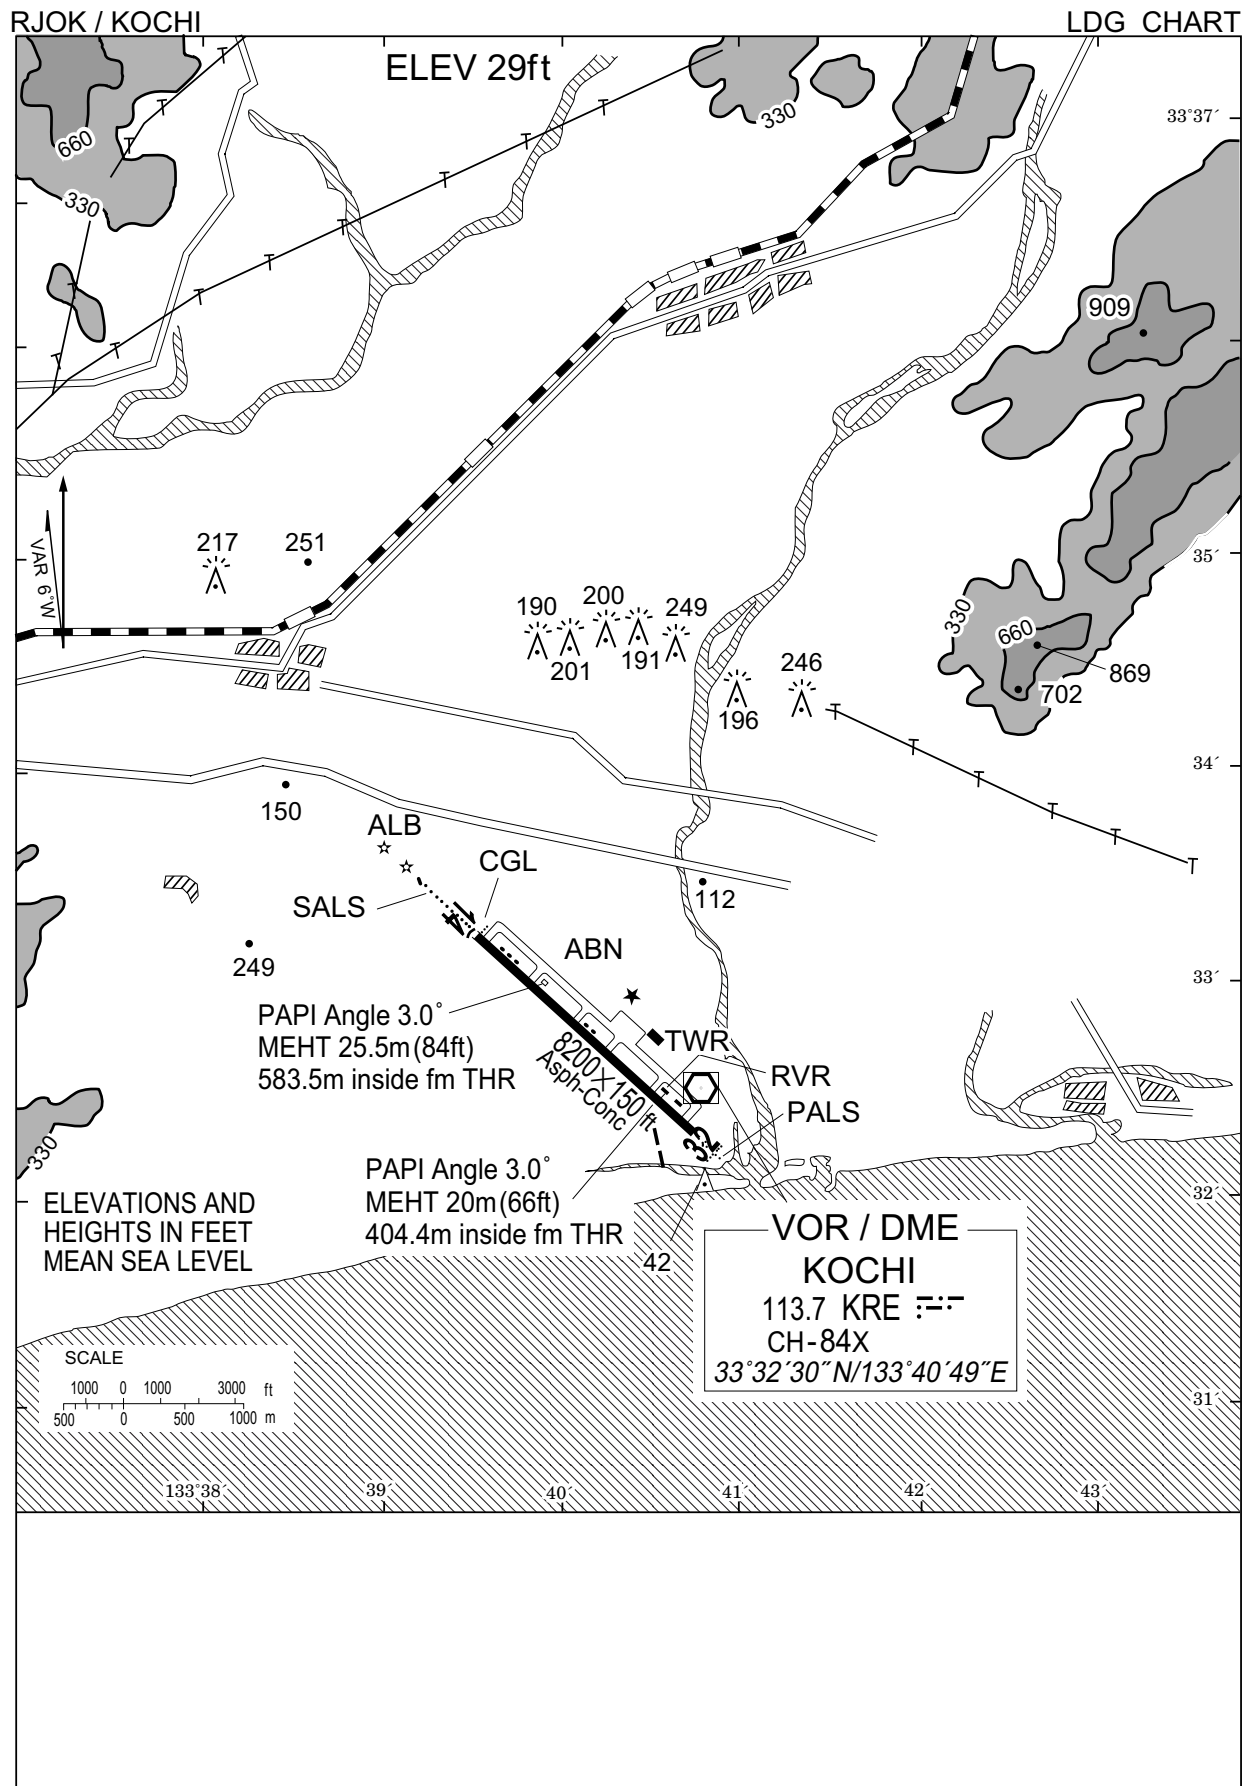 RJOK / KOCHI
LDG CHART
ELEV 29ft
660
330
330
33°37´
909
VAR 6°W
217
251
35´
190
201
200
191
249
196
246
330
660
869
702
34´
150
ALB
CGL
SALS
112
249
ABN
33´
14
PAPI Angle 3.0°
MEHT 25.5m(84ft)
583.5m inside fm THR
8200×150 ft
Asph-Conc
TWR
RVR
PALS
32
330
PAPI Angle 3.0°
MEHT 20m(66ft)
404.4m inside fm THR
42
32´
ELEVATIONS AND
HEIGHTS IN FEET
MEAN SEA LEVEL
VOR / DME
KOCHI
113.7 KRE
CH-84X
33°32´30˝N/133°40´49˝E
SCALE
1000 0 1000 3000 ft
500 0 500 1000 m
31´
133°38´ 39´ 40´ 41´ 42´ 43´